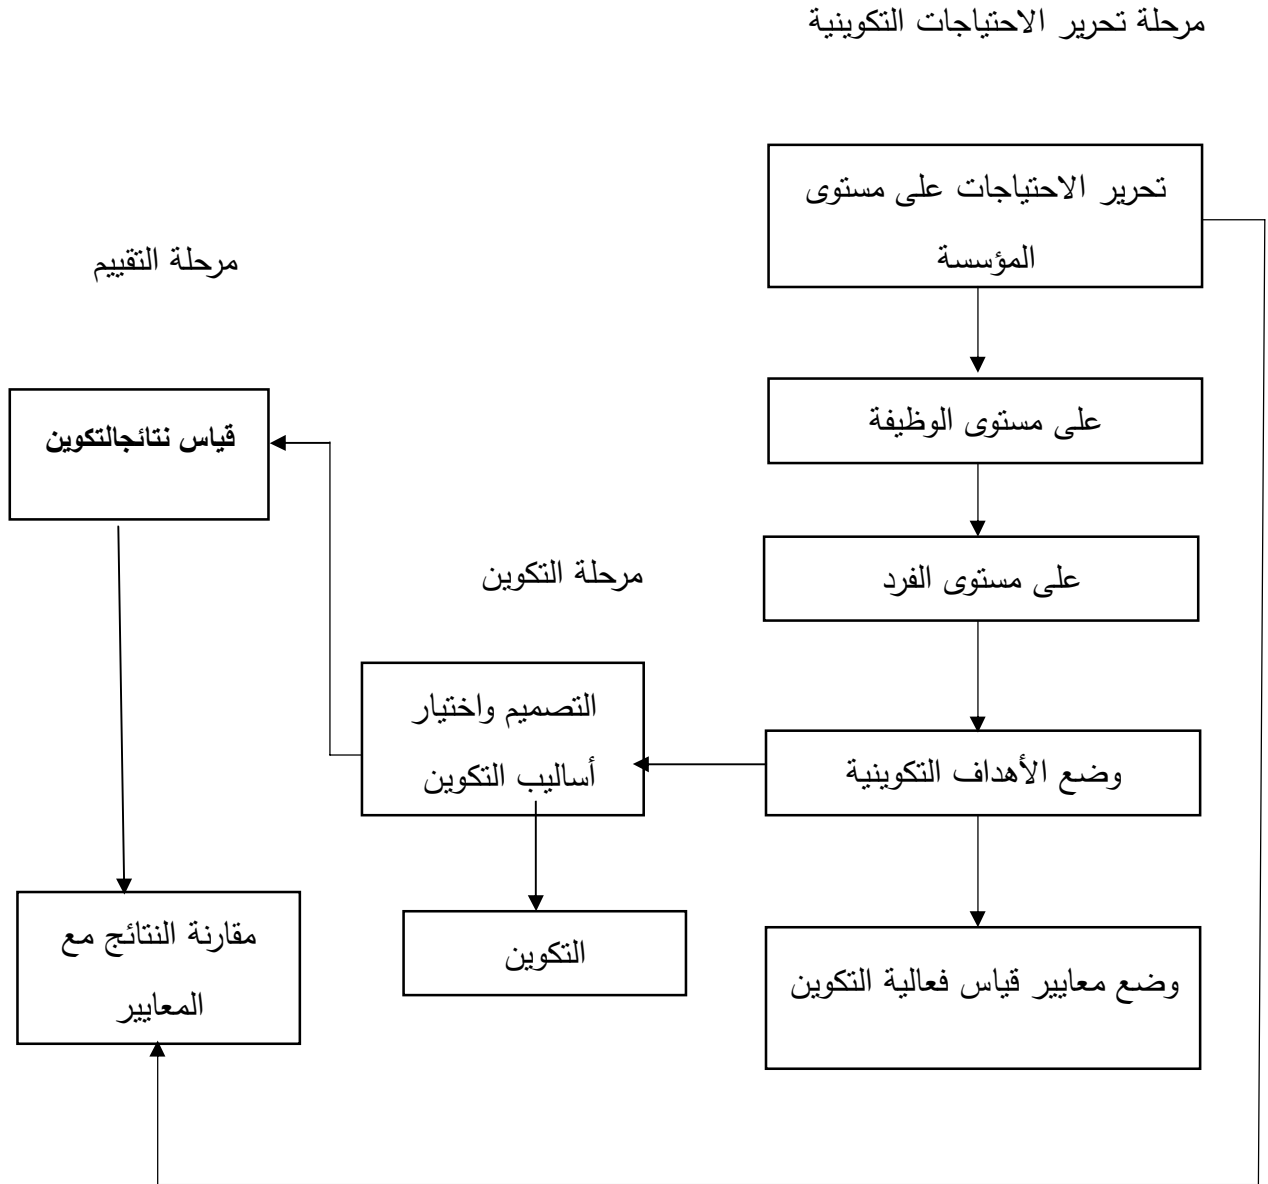 مرحلة تحرير الاحتياجات التكوينية
تحرير الاحتياجات على مستوى
المؤسسة
على مستوى الوظيفة
على مستوى الفرد
وضع الأهداف التكوينية
وضع معايير قياس فعالية التكوين
مرحلة التكوين
التصميم واختيار
أساليب التكوين
التكوين
مرحلة التقييم
قياس نتائجالتكوين
مقارنة النتائج مع
المعايير